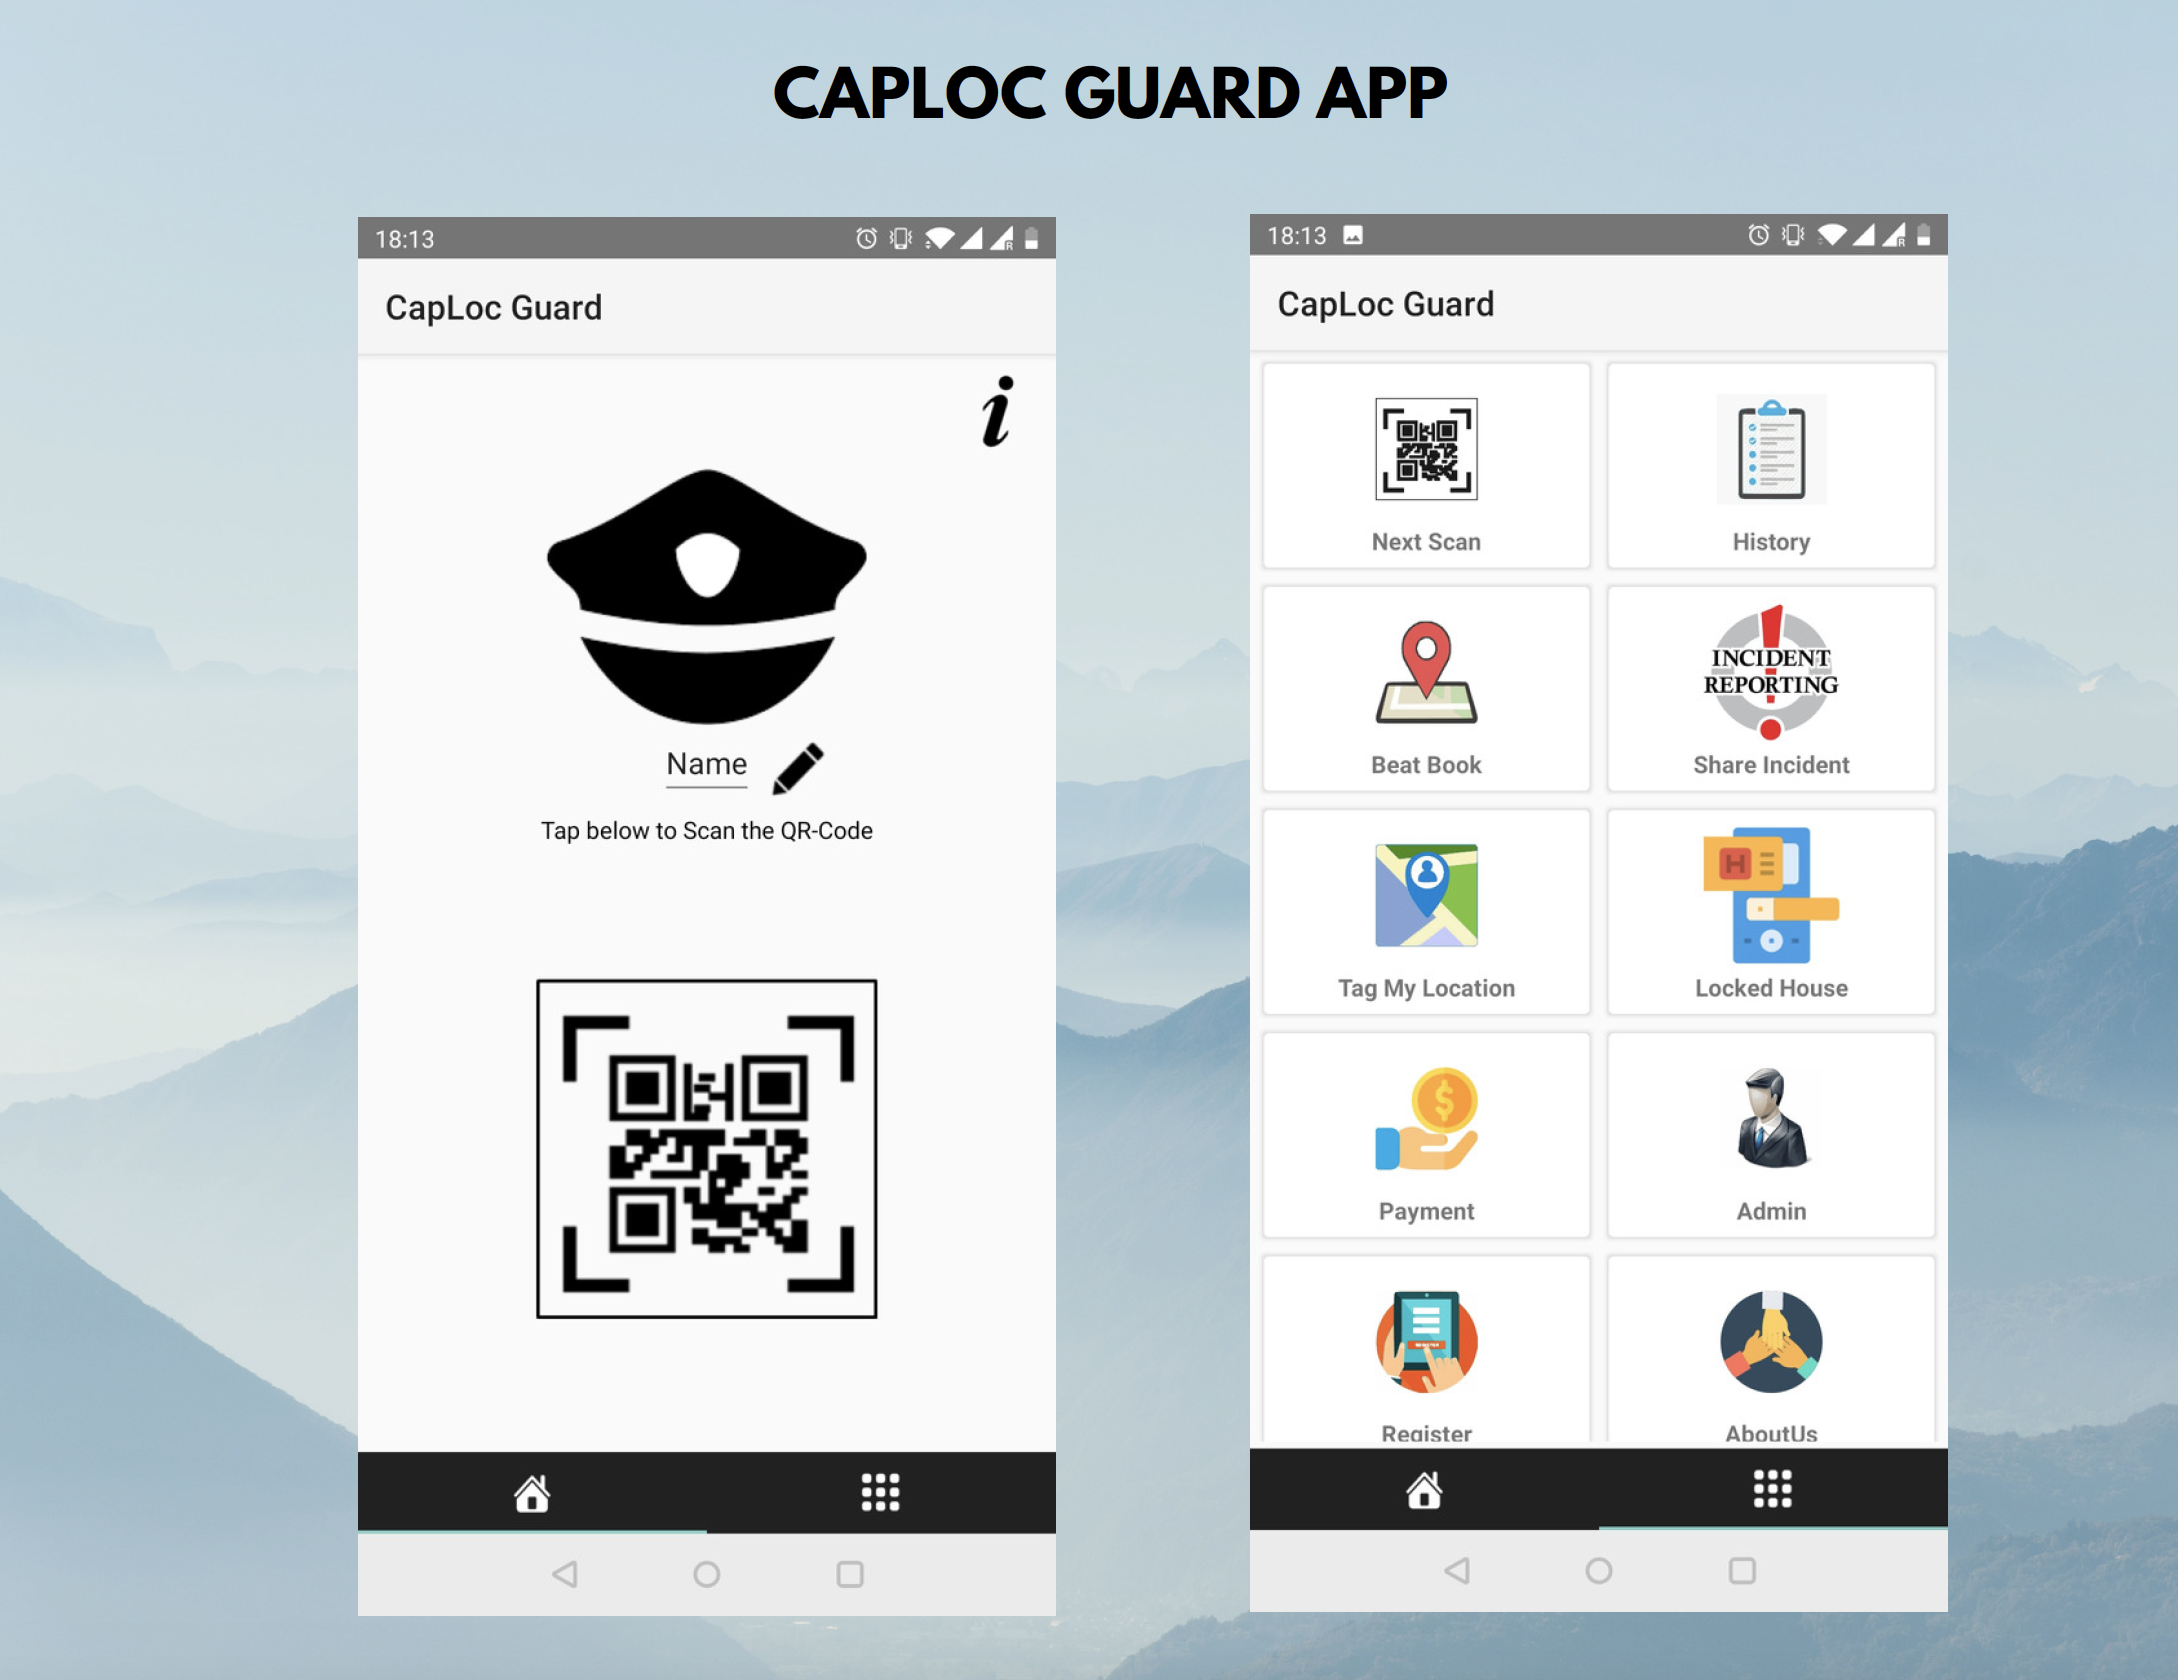 CAPLOC GUARD APP
18:13
CapLoc Guard
i
Name
Tap below to Scan the QR-Code
18:13
CapLoc Guard
Next Scan
History
Beat Book
INCIDENT
REPORTING
Share Incident
Tag My Location
H
Locked House
$
Payment
Admin
REGISTER
Register
AboutUs